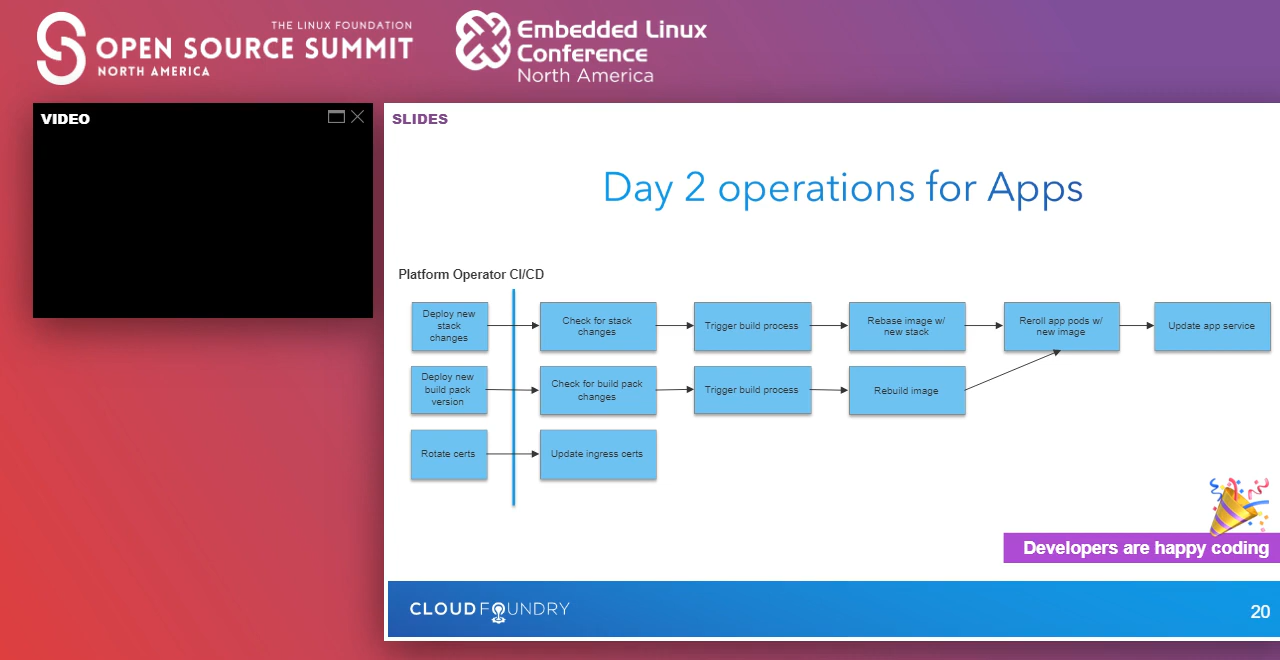 THE LINUX FOUNDATION
OPEN SOURCE SUMMIT
NORTH AMERICA
Embedded Linux
Conference
North America
VIDEO
SLIDES
Day 2 operations for Apps
Platform Operator CI/CD
Deploy new
stack
changes
Check for stack
changes
Trigger build process
Rebase image w/
new stack
Reroll app pods w/
new image
Update app service
Deploy new
build pack
version
Check for build pack
changes
Trigger build process
Rebuild image
Rotate certs
Update ingress certs
Developers are happy coding
CLOUD FOUNDRY
20